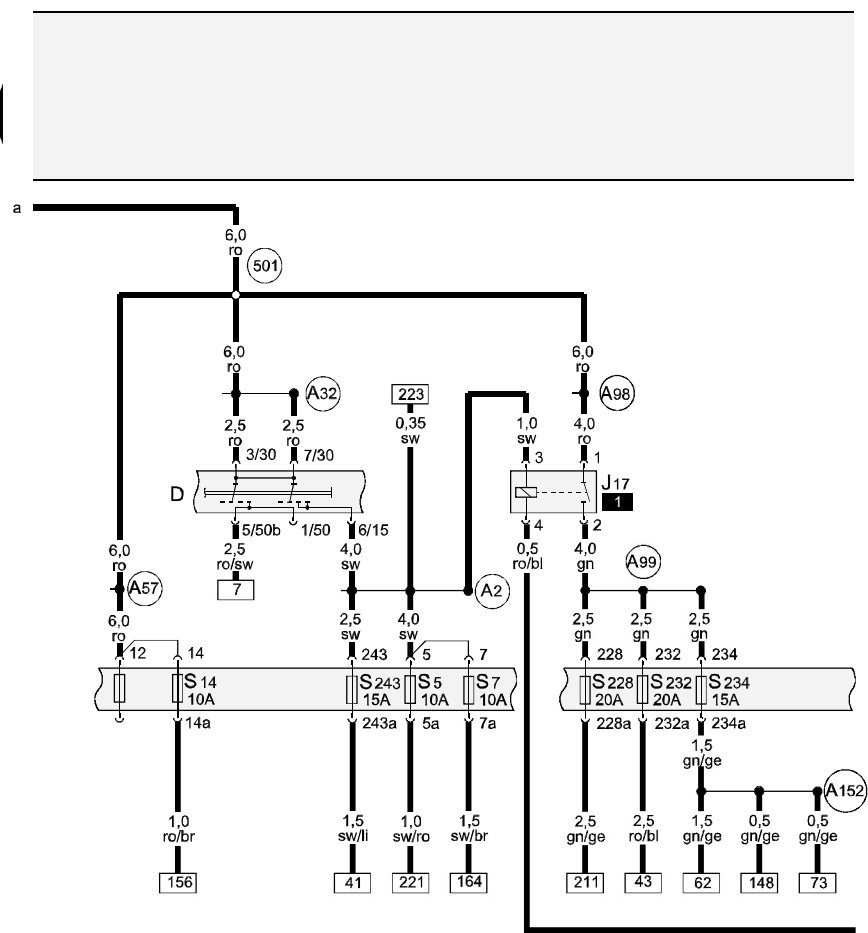 a
6,0
ro
501
6,0
ro
6,0
ro
A32
223
A98
2,5
ro
2,5
ro
0,35
sw
1,0
sw
4,0
ro
3/30
7/30
3
1
D
J17
1
5/50b
1/50
6/15
4
2
6,0
ro
2,5
ro/sw
4,0
sw
0,5
ro/bl
4,0
gn
A99
A57
7
A2
6,0
ro
2,5
sw
4,0
sw
2,5
gn
2,5
gn
2,5
gn
12
14
243
5
7
228
232
234
S14
10A
S243
15A
S5
10A
S7
10A
S228
20A
S232
20A
S234
15A
14a
243a
5a
7a
228a
232a
234a
1,5
gn/ge
A152
1,0
ro/br
1,5
sw/li
1,0
sw/ro
1,5
sw/br
2,5
gn/ge
2,5
ro/bl
1,5
gn/ge
0,5
gn/ge
0,5
gn/ge
156
41
221
164
211
43
62
148
73